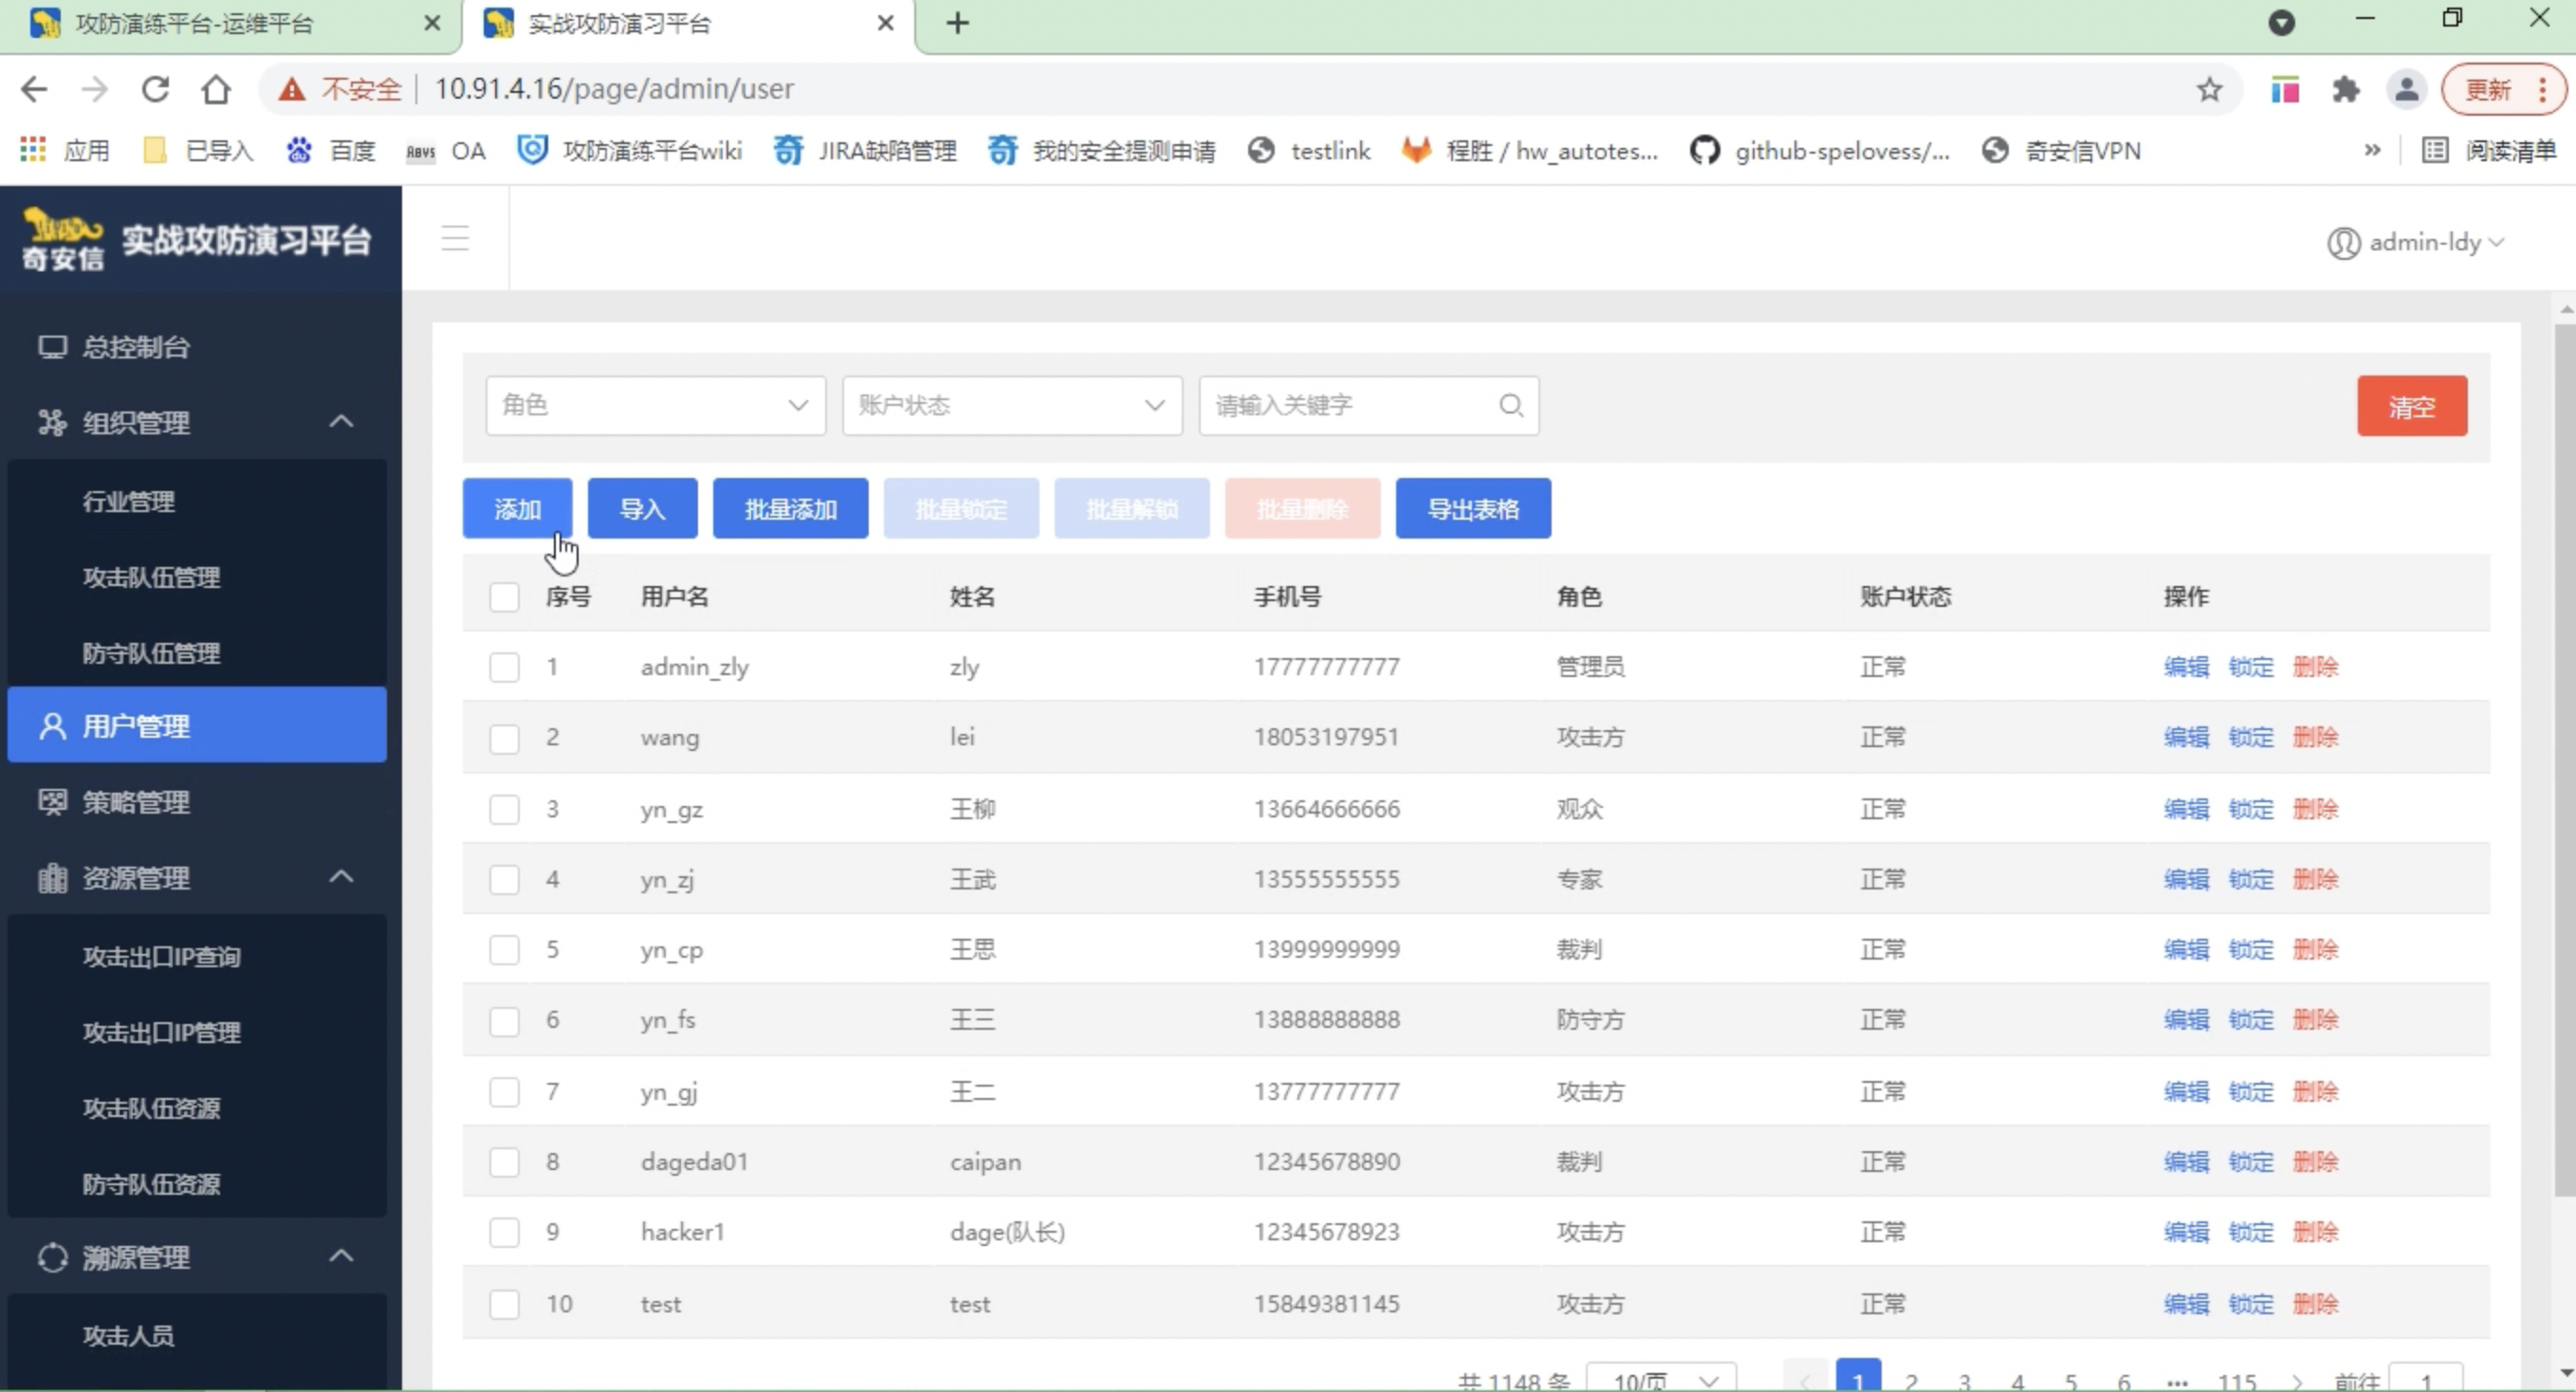 攻防演练平台-运维平台 实战攻防演习平台
不安全 10.91.4.16/page/admin/user 更新
应用 已导入 百度 OA 攻防演练平台wiki JIRA缺陷管理 我的安全提测申请 testlink 程胜 / hw_autotes... github-spelovess/... 奇安信VPN » 阅读清单
奇安信 实战攻防演习平台 admin-ldy
总控制台
组织管理
行业管理
攻击队伍管理
防守队伍管理
用户管理
策略管理
资源管理
攻击出口IP查询
攻击出口IP管理
攻击队伍资源
防守队伍资源
溯源管理
攻击人员
角色 账户状态 请输入关键字 清空
添加 导入 批量添加 批量锁定 批量解锁 批量删除 导出表格
序号 用户名 姓名 手机号 角色 账户状态 操作
1 admin_zly zly 17777777777 管理员 正常 编辑 锁定 删除
2 wang lei 18053197951 攻击方 正常 编辑 锁定 删除
3 yn_gz 王柳 13664666666 观众 正常 编辑 锁定 删除
4 yn_zj 王武 13555555555 专家 正常 编辑 锁定 删除
5 yn_cp 王思 13999999999 裁判 正常 编辑 锁定 删除
6 yn_fs 王三 13888888888 防守方 正常 编辑 锁定 删除
7 yn_gj 王二 13777777777 攻击方 正常 编辑 锁定 删除
8 dageda01 caipan 12345678890 裁判 正常 编辑 锁定 删除
9 hacker1 dage(队长) 12345678923 攻击方 正常 编辑 锁定 删除
10 test test 15849381145 攻击方 正常 编辑 锁定 删除
共 1148 条 10/页 1 2 3 4 5 6 ••• 115 前往 1